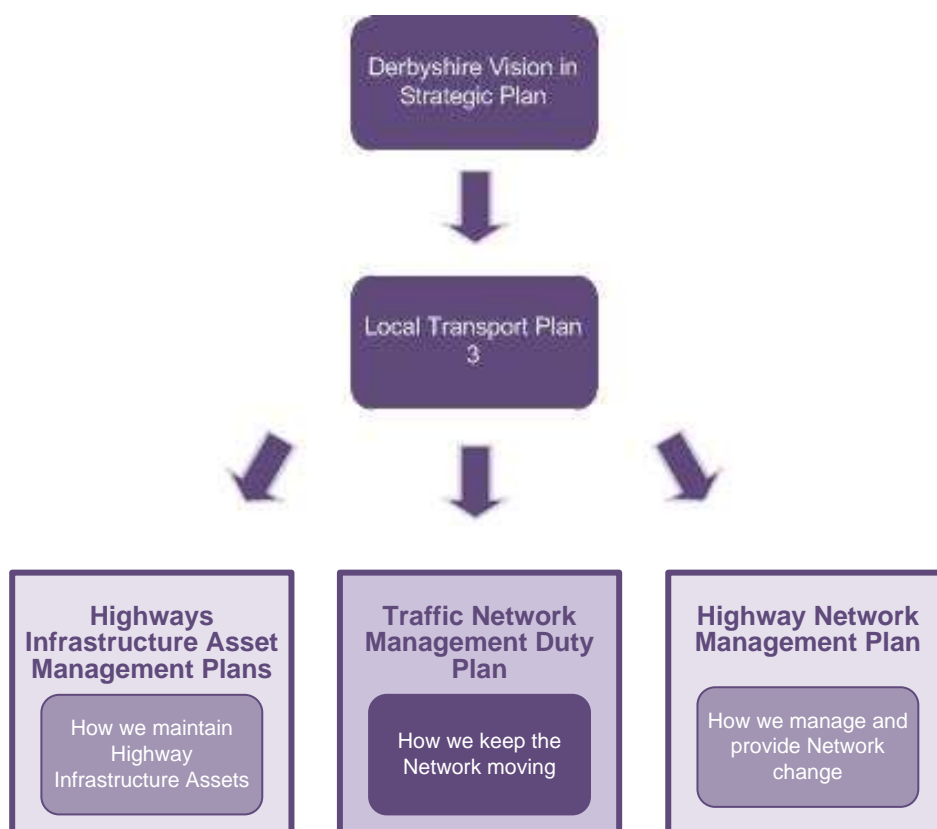 Derbyshire Vision in
Strategic Plan
Local Transport Plan
3
Highways
Infrastructure Asset
Management Plans
How we maintain
Highway
Infrastructure Assets
Traffic Network
Management Duty
Plan
How we keep the
Network moving
Highway Network
Management Plan
How we manage and
provide Network
change